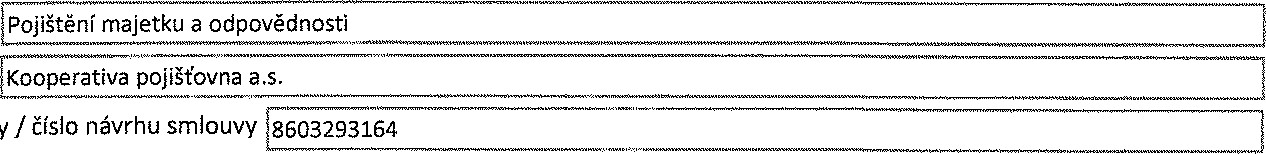 Pojištění majetku a odpovědnosti
Kooperativa pojišťovna a.s.
y / číslo návrhu smlouvy 8603293164